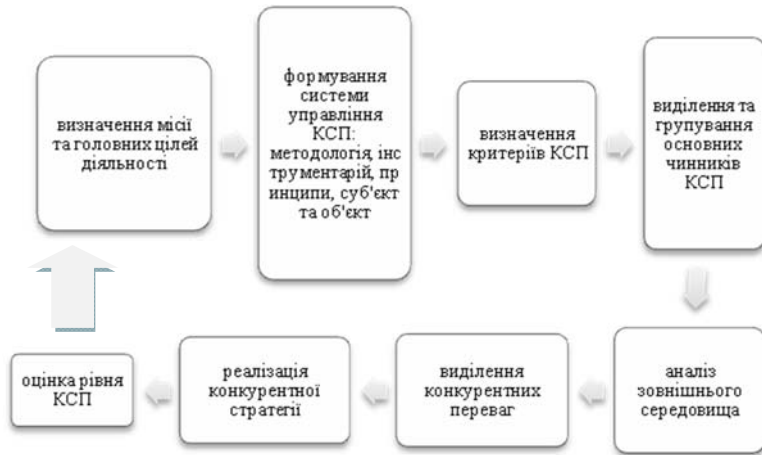 визначення місії
та головних цілей
діяльності
формування
системи
управління
КСП:
методологія, інс
трументарій, пр
инципи, суб'єкт
та об'єкт
визначення
критеріїв КСП
виділення та
групування
основних
чинників
КСП
аналіз
зовнішнього
середовища
виділення
конкурентних
переваг
реалізація
конкурентної
стратегії
оцінка рівня
КСП